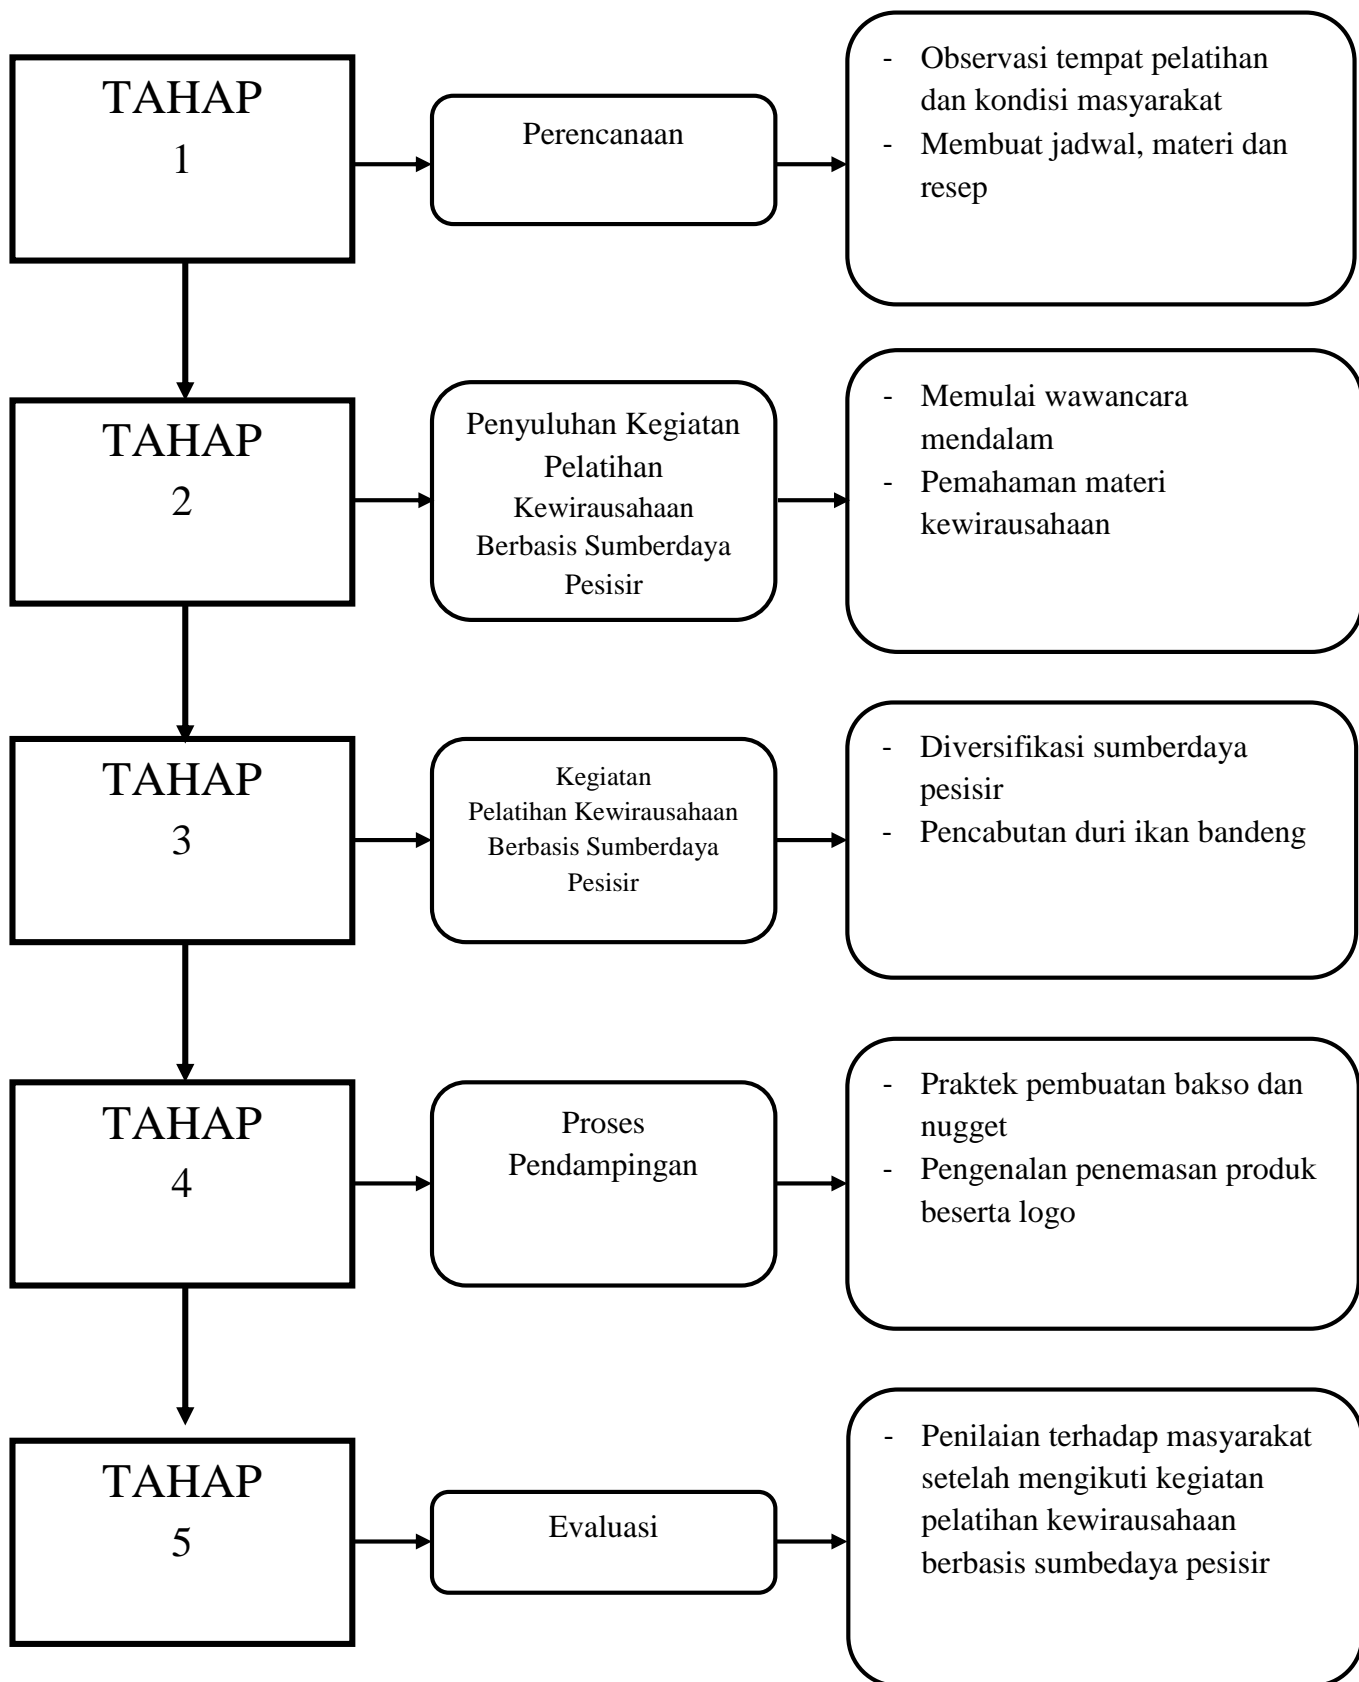 TAHAP
1
Perencanaan
- Observasi tempat pelatihan
dan kondisi masyarakat
- Membuat jadwal, materi dan
resep
TAHAP
2
Penyuluhan Kegiatan
Pelatihan
Kewirausahaan
Berbasis Sumberdaya
Pesisir
- Memulai wawancara
mendalam
- Pemahaman materi
kewirausahaan
TAHAP
3
Kegiatan
Pelatihan Kewirausahaan
Berbasis Sumberdaya
Pesisir
- Diversifikasi sumberdaya
pesisir
- Pencabutan duri ikan bandeng
TAHAP
4
Proses
Pendampingan
- Praktek pembuatan bakso dan
nugget
- Pengenalan penemasan produk
beserta logo
TAHAP
5
Evaluasi
- Penilaian terhadap masyarakat
setelah mengikuti kegiatan
pelatihan kewirausahaan
berbasis sumbedaya pesisir